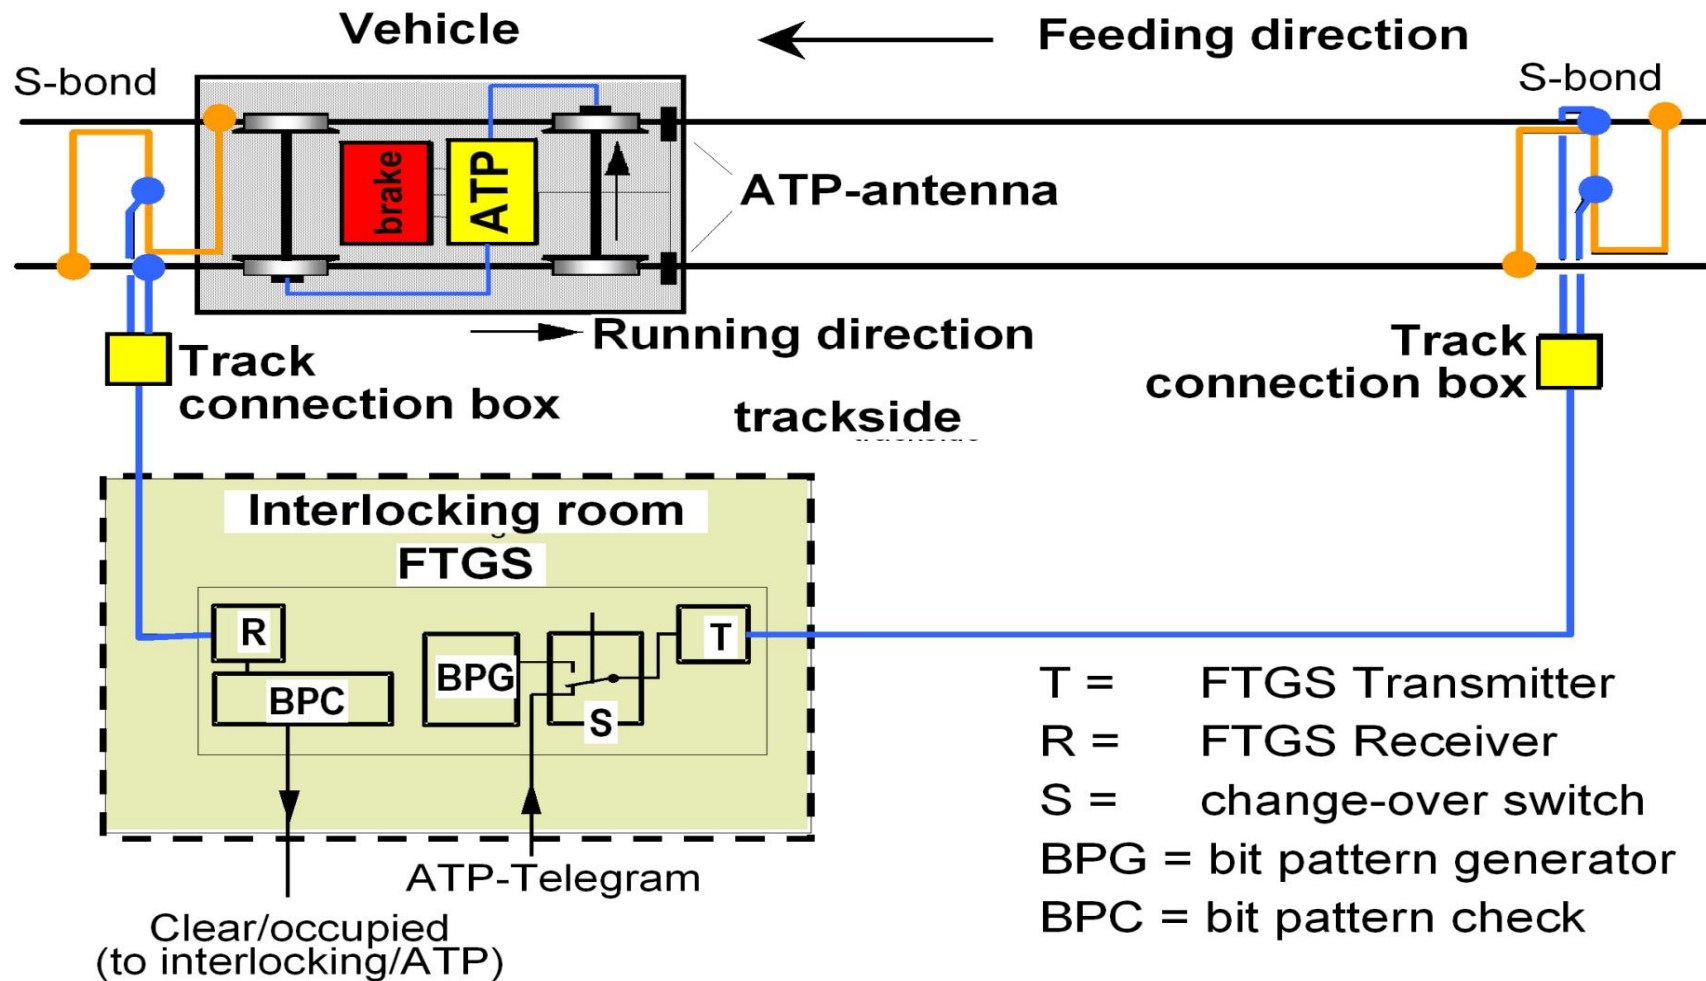 Vehicle
Feeding direction
S-bond
S-bond
brake
ATP
ATP-antenna
Running direction
Track
connection box
Track
connection box
trackside
Interlocking room
FTGS
R
T
BPG
BPC
S
T = FTGS Transmitter
R = FTGS Receiver
S = change-over switch
BPG = bit pattern generator
BPC = bit pattern check
ATP-Telegram
Clear/occupied
(to interlocking/ATP)